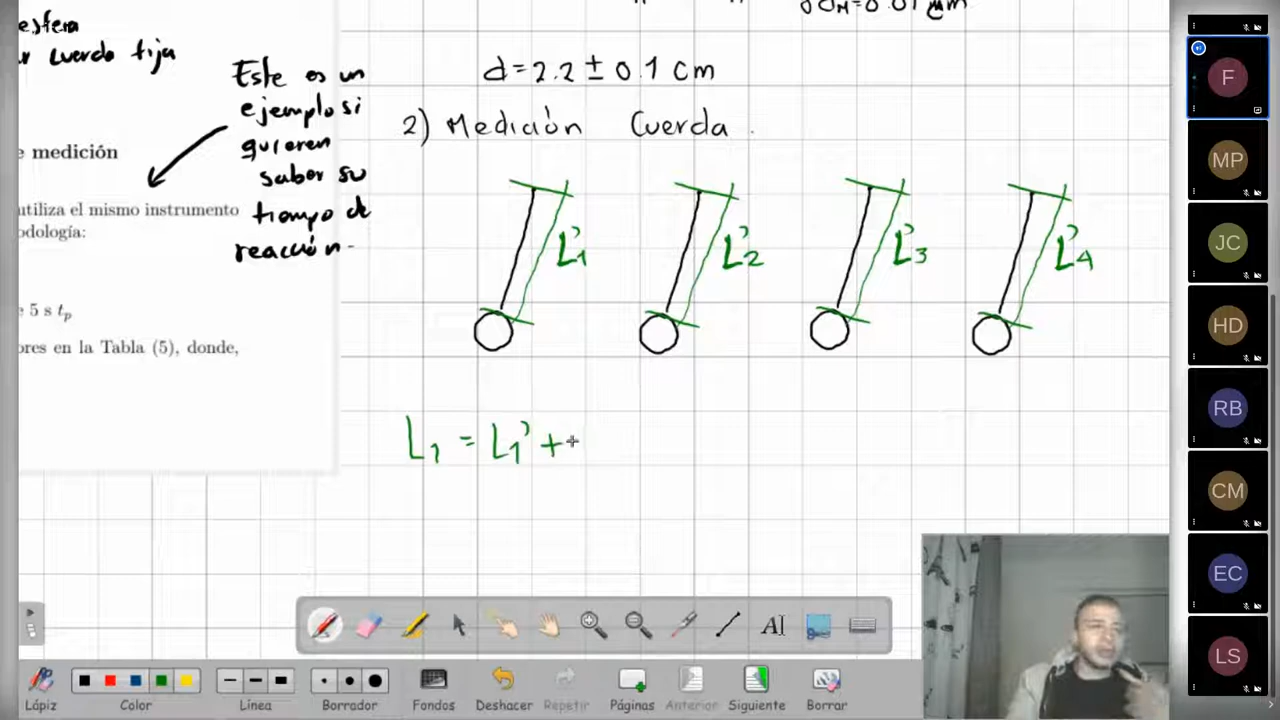 esfera
r cuerda fija
Este es un
ejemplo si
quieren
saber su
tiempo de
reacción.
e medición
utiliza el mismo instrumento
odología:
e 5 s tp
ores en la Tabla (5), donde,
d = 2.2 ± 0.1 cm
2) Medición Cuerda.
L'1 L'2 L'3 L'4
L1 = L1' +
Lápiz Color Línea Borrador Fondos Deshacer Repetir Páginas Anterior Siguiente Borrar
F
MP
JC
HD
RB
CM
EC
LS